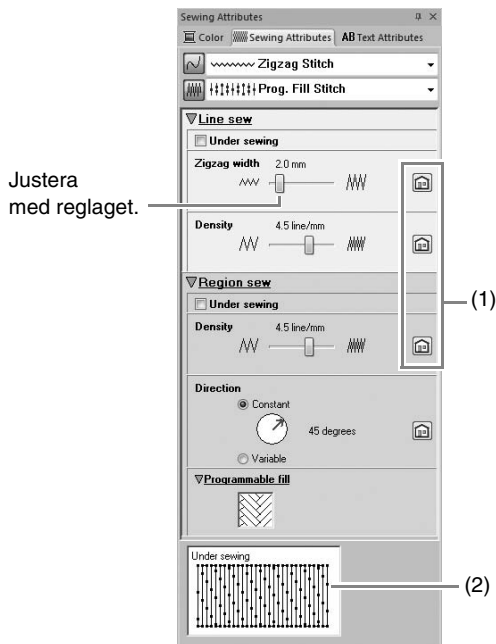 Sewing Attributes
Color Sewing Attributes AB Text Attributes
Zigzag Stitch
Prog. Fill Stitch
Line sew
Under sewing
Zigzag width 2.0 mm
Justera
med reglaget.
Density 4.5 line/mm
Region sew
Under sewing
(1)
Density 4.5 line/mm
Direction
Constant
45 degrees
Variable
Programmable fill
Under sewing
(2)